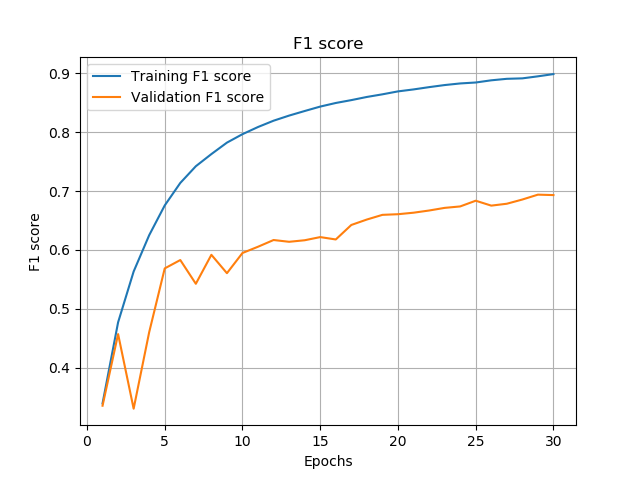 F1 score
Training F1 score
Validation F1 score
F1 score
0.9
0.8
0.7
0.6
0.5
0.4
0 5 10 15 20 25 30
Epochs